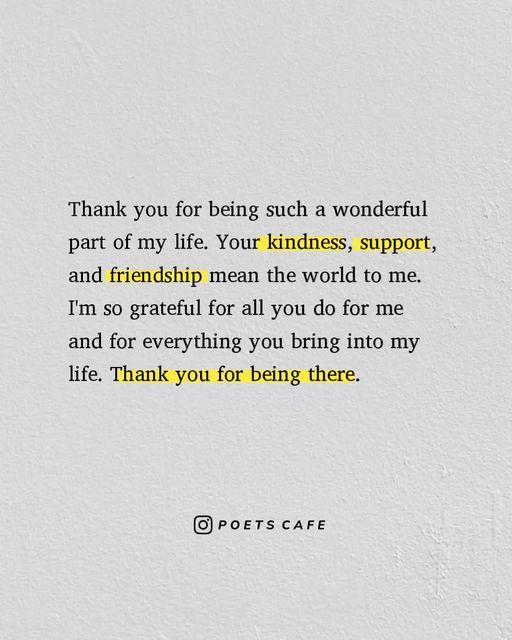 Thank you for being such a wonderful
part of my life. Your kindness, support,
and friendship mean the world to me.
I'm so grateful for all you do for me
and for everything you bring into my
life. Thank you for being there.
POETS CAFE